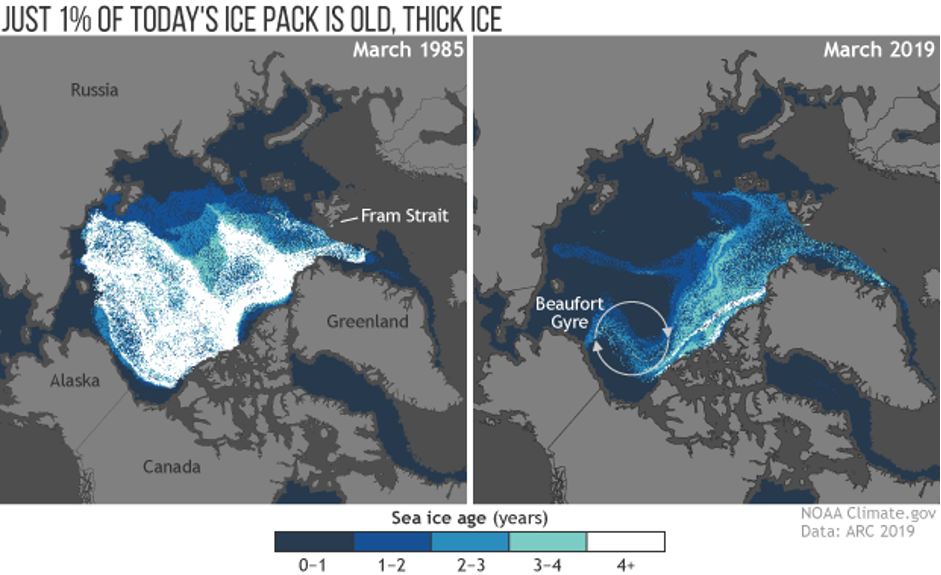 JUST 1% OF TODAY'S ICE PACK IS OLD, THICK ICE
March 1985
Russia
Fram Strait
Greenland
Alaska
Canada
March 2019
Beaufort
Gyre
Sea ice age (years)
0–1 1–2 2–3 3–4 4+
NOAA Climate.gov
Data: ARC 2019